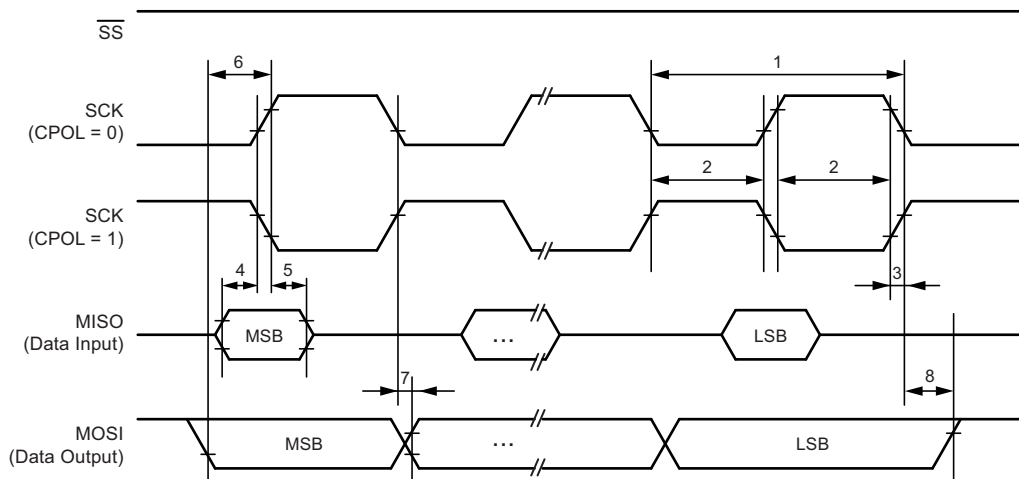 SS
6
1
SCK
(CPOL = 0)
2
2
SCK
(CPOL = 1)
4
5
3
MISO
(Data Input)
MSB
...
LSB
7
8
MOSI
(Data Output)
MSB
...
LSB